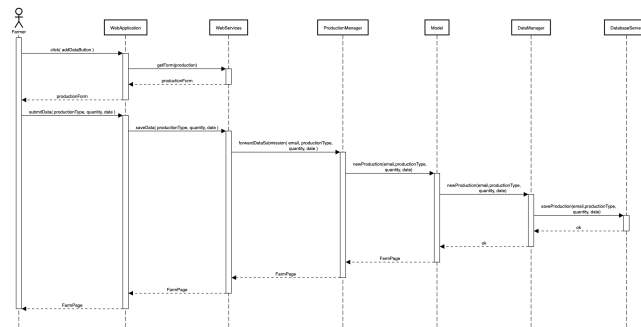 Farmer
WebApplication
WebServices
ProductionManager
Model
DataManager
DatabaseServer
click( addDataButton )
getForm(production)
productionForm
productionForm
submitData( productionType, quantity, date )
saveData( productionType, quantity, date )
forwardDataSubmission( email, productionType,
quantity, date )
newProduction(email,productionType,
quantity, date)
newProduction(email,productionType,
quantity, date)
saveProduction(email,productionType,
quantity, date)
ok
ok
FarmPage
FarmPage
FarmPage
FarmPage